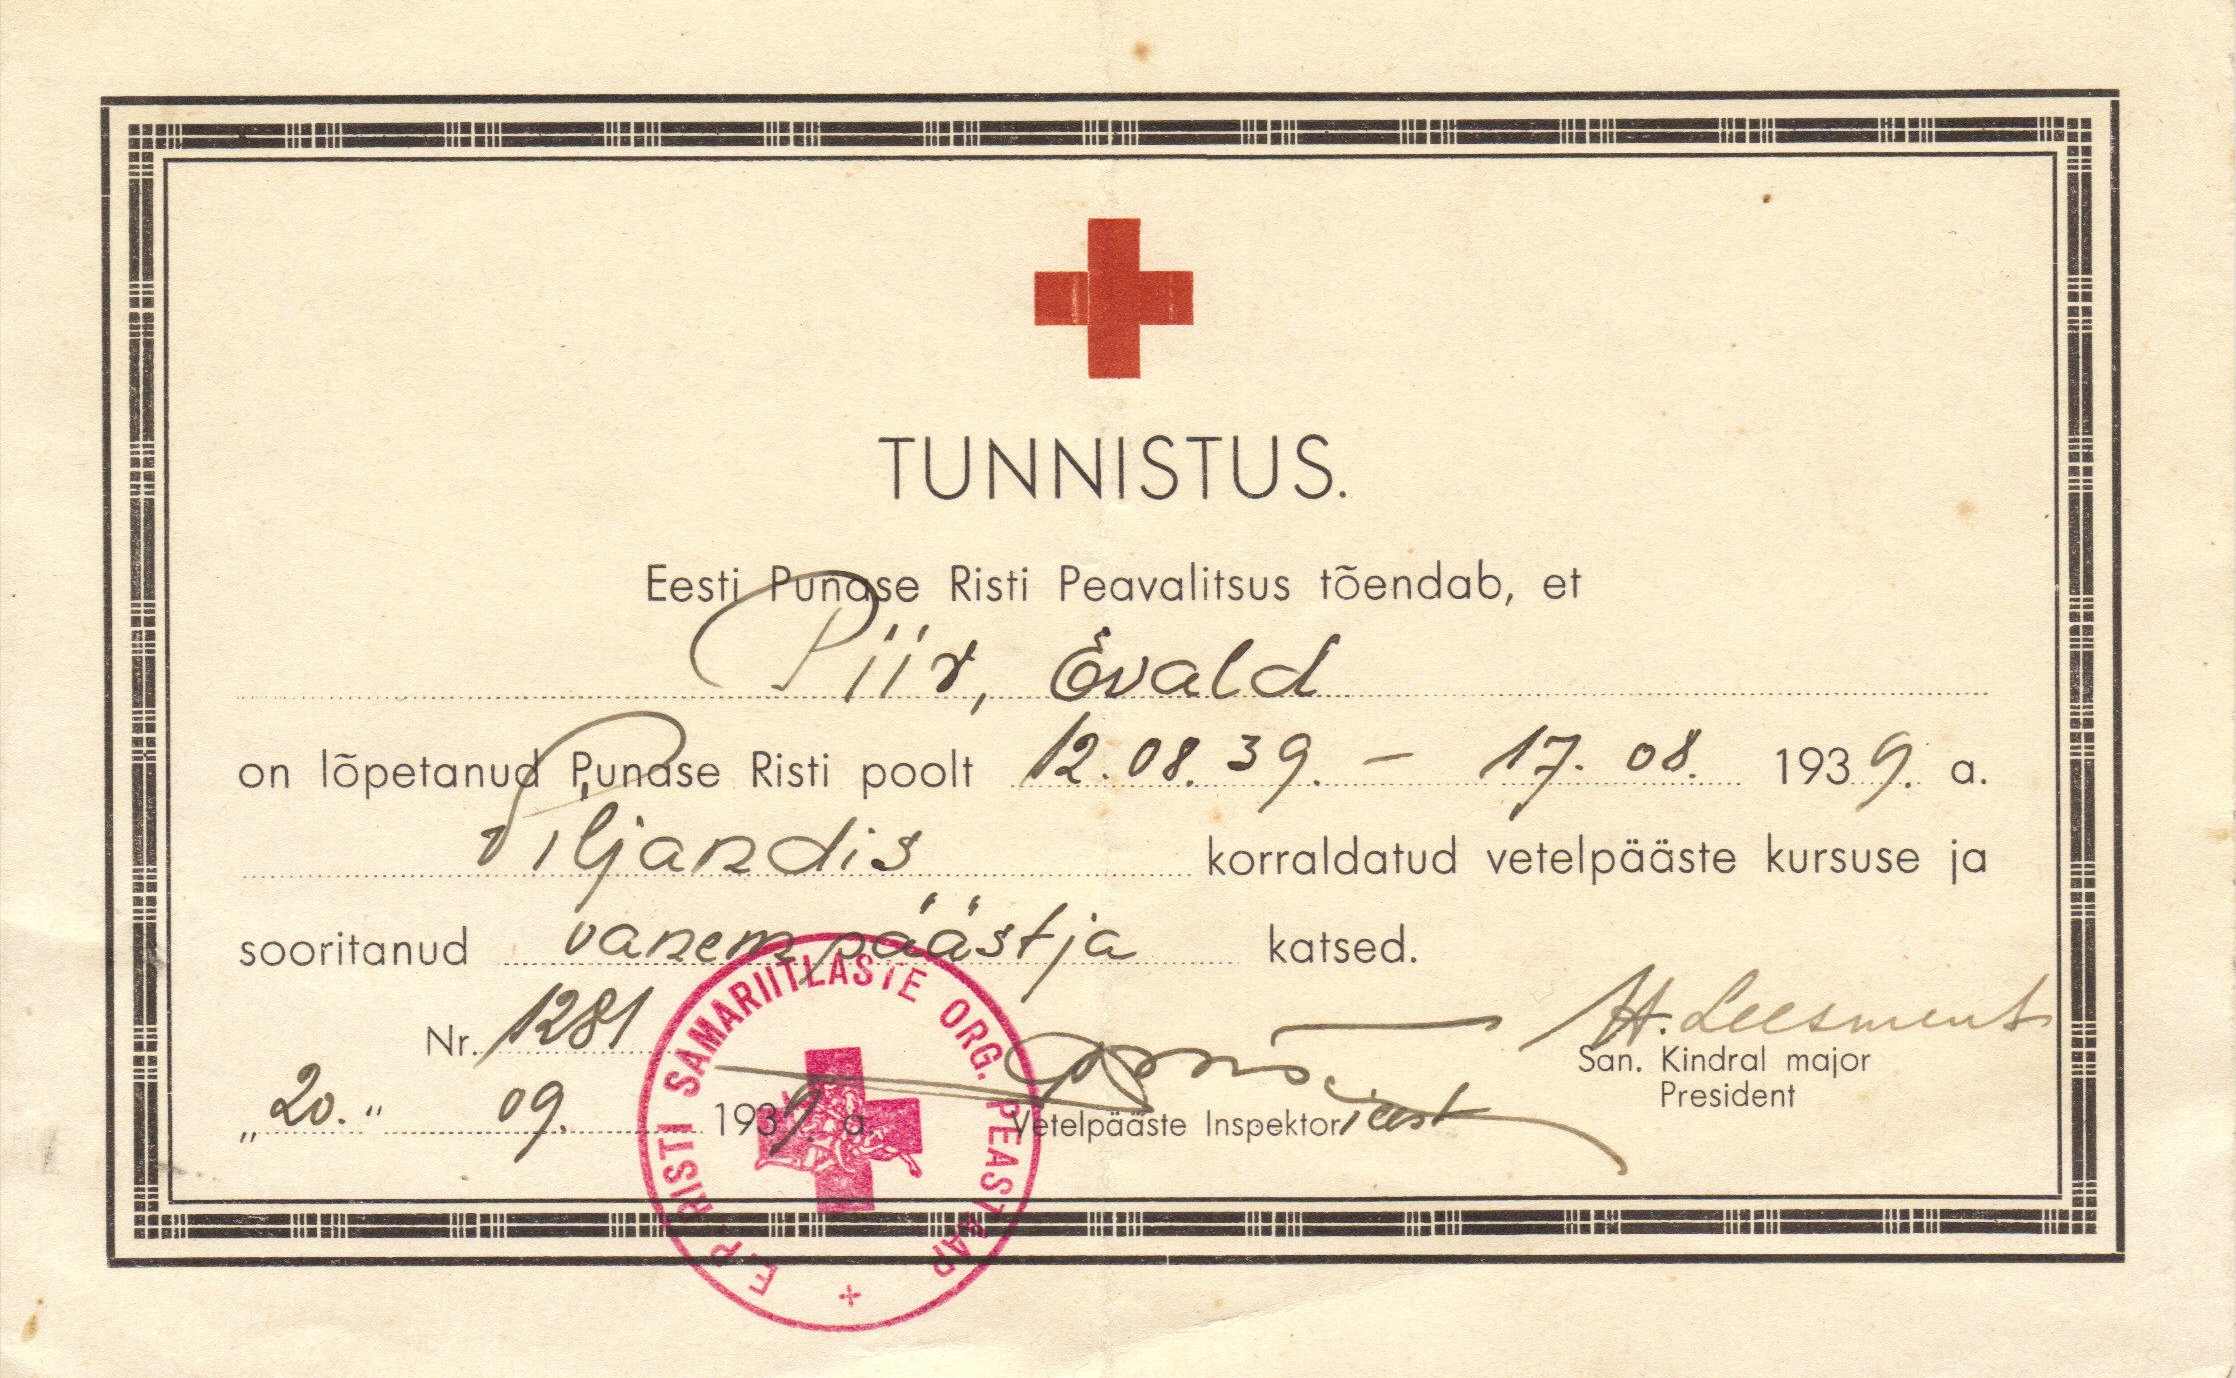 TUNNISTUS.
Eesti Punase Risti Peavalitsus tõendab, et
Piir, Evald
on lõpetanud Punase Risti poolt 12.08.39. – 17.08. 1939. a.
Viljandis korraldatud vetelpääste kursuse ja
sooritanud vanempäästja katsed.
Nr. 1281
H. Leesment
San. Kindral major
President
„20.“ 09. 1939. a.
Vetelpääste Inspektor
E.P. RISTI SAMARIITLASTE ORG. PEASTAAP